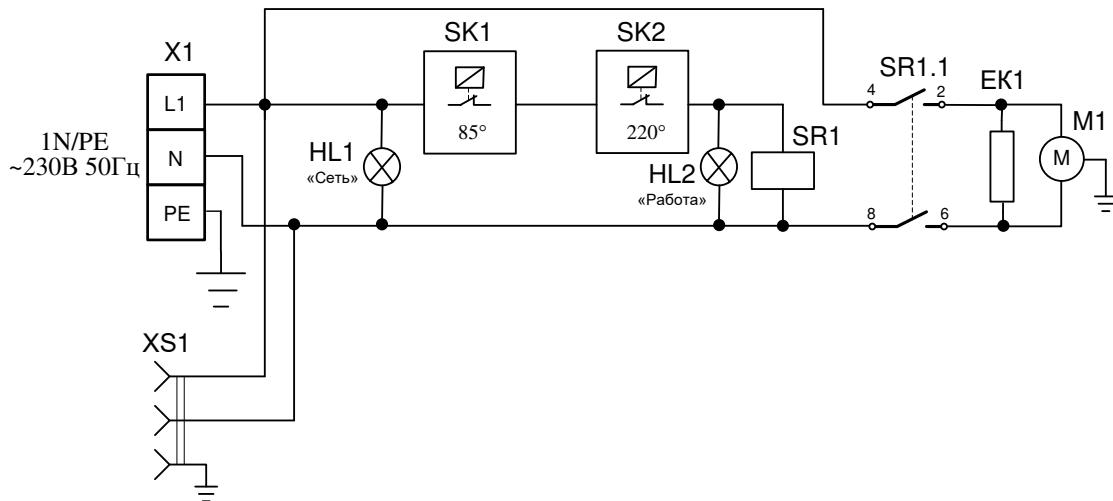 SK1
SK2
X1
SR1.1
L1
4
2
EK1
M1
1N/PE
~230В 50Гц
N
85°
220°
SR1
HL1
«Сеть»
HL2
«Работа»
M
PE
8
6
XS1